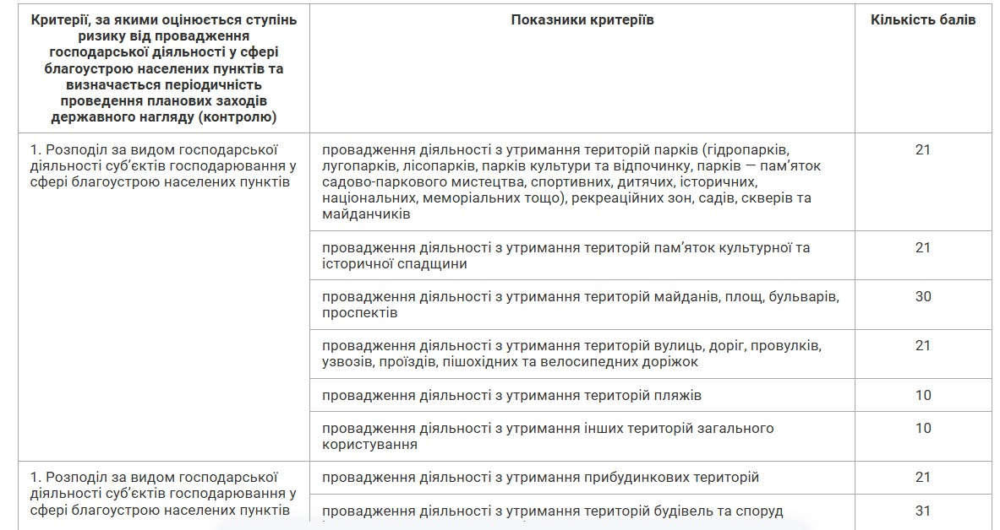 Критерії, за якими оцінюється ступінь
ризику від провадження
господарської діяльності у сфері
благоустрою населених пунктів та
визначається періодичність
проведення планових заходів
державного нагляду (контролю)
Показники критеріїв
Кількість балів
1. Розподіл за видом господарської
діяльності суб’єктів господарювання у
сфері благоустрою населених пунктів
провадження діяльності з утримання територій парків (гідропарків,
лугопарків, лісопарків, парків культури та відпочинку, парків — пам’яток
садово-паркового мистецтва, спортивних, дитячих, історичних,
національних, меморіальних тощо), рекреаційних зон, садів, скверів та
майданчиків
21
провадження діяльності з утримання територій пам’яток культурної та
історичної спадщини
21
провадження діяльності з утримання територій майданів, площ, бульварів,
проспектів
30
провадження діяльності з утримання територій вулиць, доріг, провулків,
узвозів, проїздів, пішохідних та велосипедних доріжок
21
провадження діяльності з утримання територій пляжів
10
провадження діяльності з утримання інших територій загального
користування
10
1. Розподіл за видом господарської
діяльності суб’єктів господарювання у
сфері благоустрою населених пунктів
провадження діяльності з утримання прибудинкових територій
21
провадження діяльності з утримання територій будівель та споруд
31